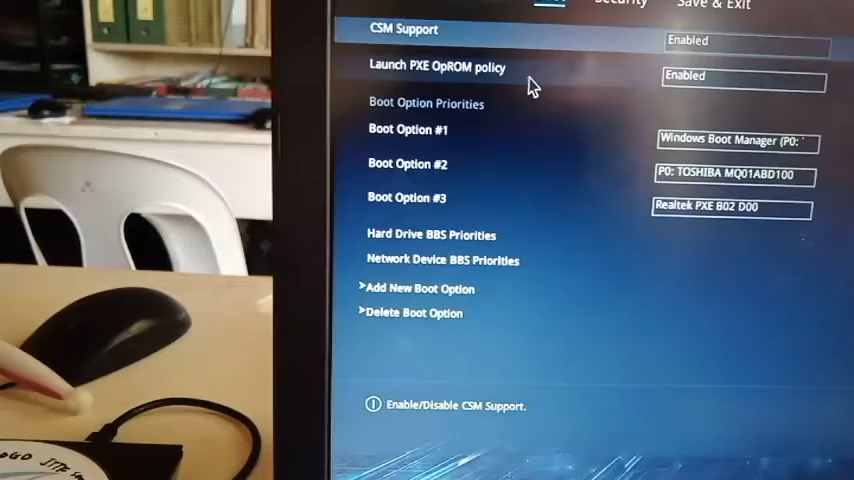 Security
Save & Exit
CSM Support
Enabled
Launch PXE OpROM policy
Enabled
Boot Option Priorities
Boot Option #1
Windows Boot Manager (P0:
Boot Option #2
P0: TOSHIBA MQ01ABD100
Boot Option #3
Realtek PXE B02 D00
Hard Drive BBS Priorities
Network Device BBS Priorities
>Add New Boot Option
>Delete Boot Option
Enable/Disable CSM Support.